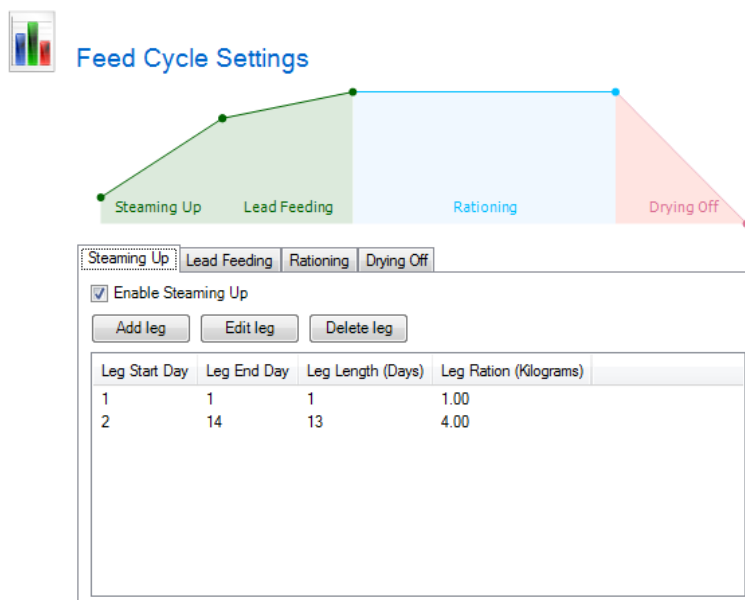 Feed Cycle Settings
Steaming Up Lead Feeding Rationing Drying Off
Steaming Up Lead Feeding Rationing Drying Off
Enable Steaming Up
Add leg Edit leg Delete leg
Leg Start Day Leg End Day Leg Length (Days) Leg Ration (Kilograms)
1 1 1 1.00
2 14 13 4.00